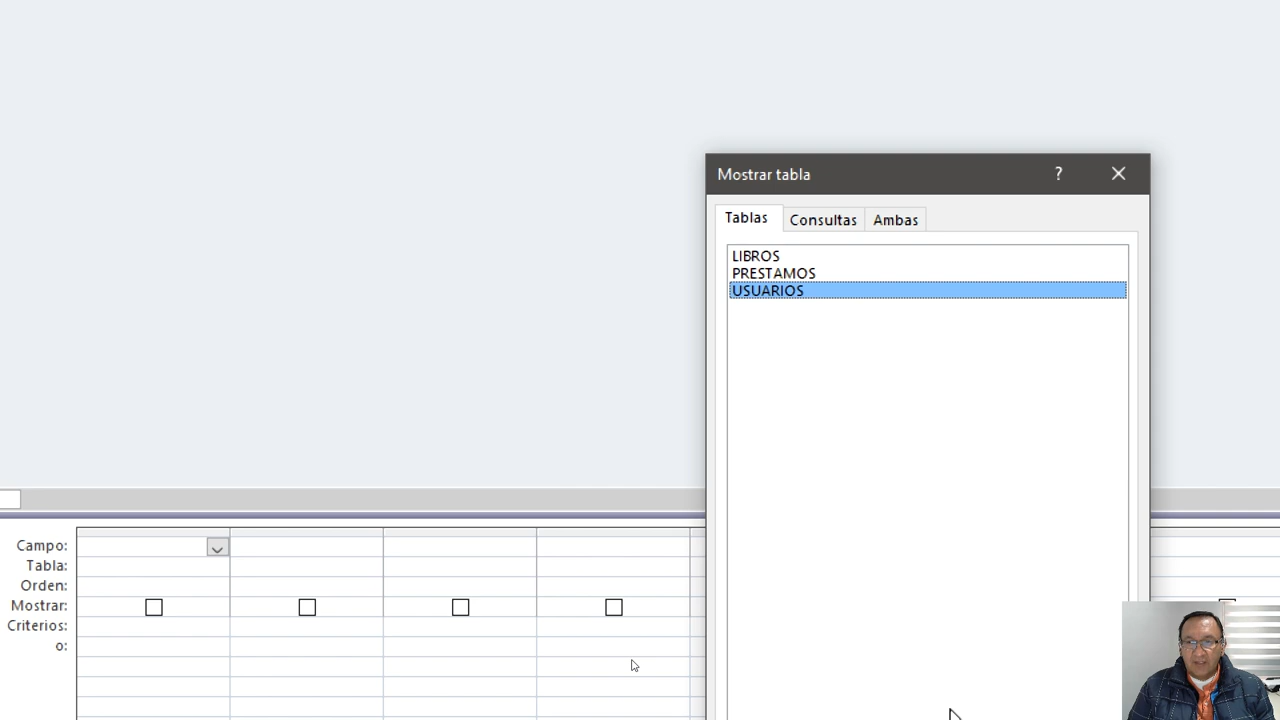 Mostrar tabla
?
Tablas
Consultas
Ambas
LIBROS
PRESTAMOS
USUARIOS
Campo:
Tabla:
Orden:
Mostrar:
Criterios:
o: